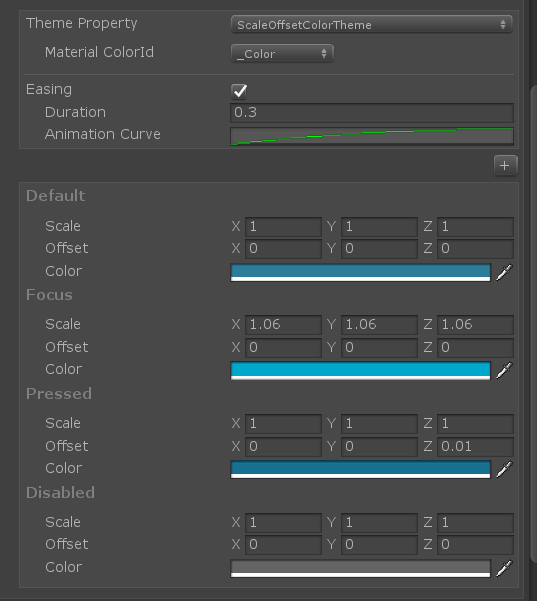 Theme Property ScaleOffsetColorTheme
Material ColorId _Color
Easing
Duration 0.3
Animation Curve
+
Default
Scale X 1 Y 1 Z 1
Offset X 0 Y 0 Z 0
Color
Focus
Scale X 1.06 Y 1.06 Z 1.06
Offset X 0 Y 0 Z 0
Color
Pressed
Scale X 1 Y 1 Z 1
Offset X 0 Y 0 Z 0.01
Color
Disabled
Scale X 1 Y 1 Z 1
Offset X 0 Y 0 Z 0
Color